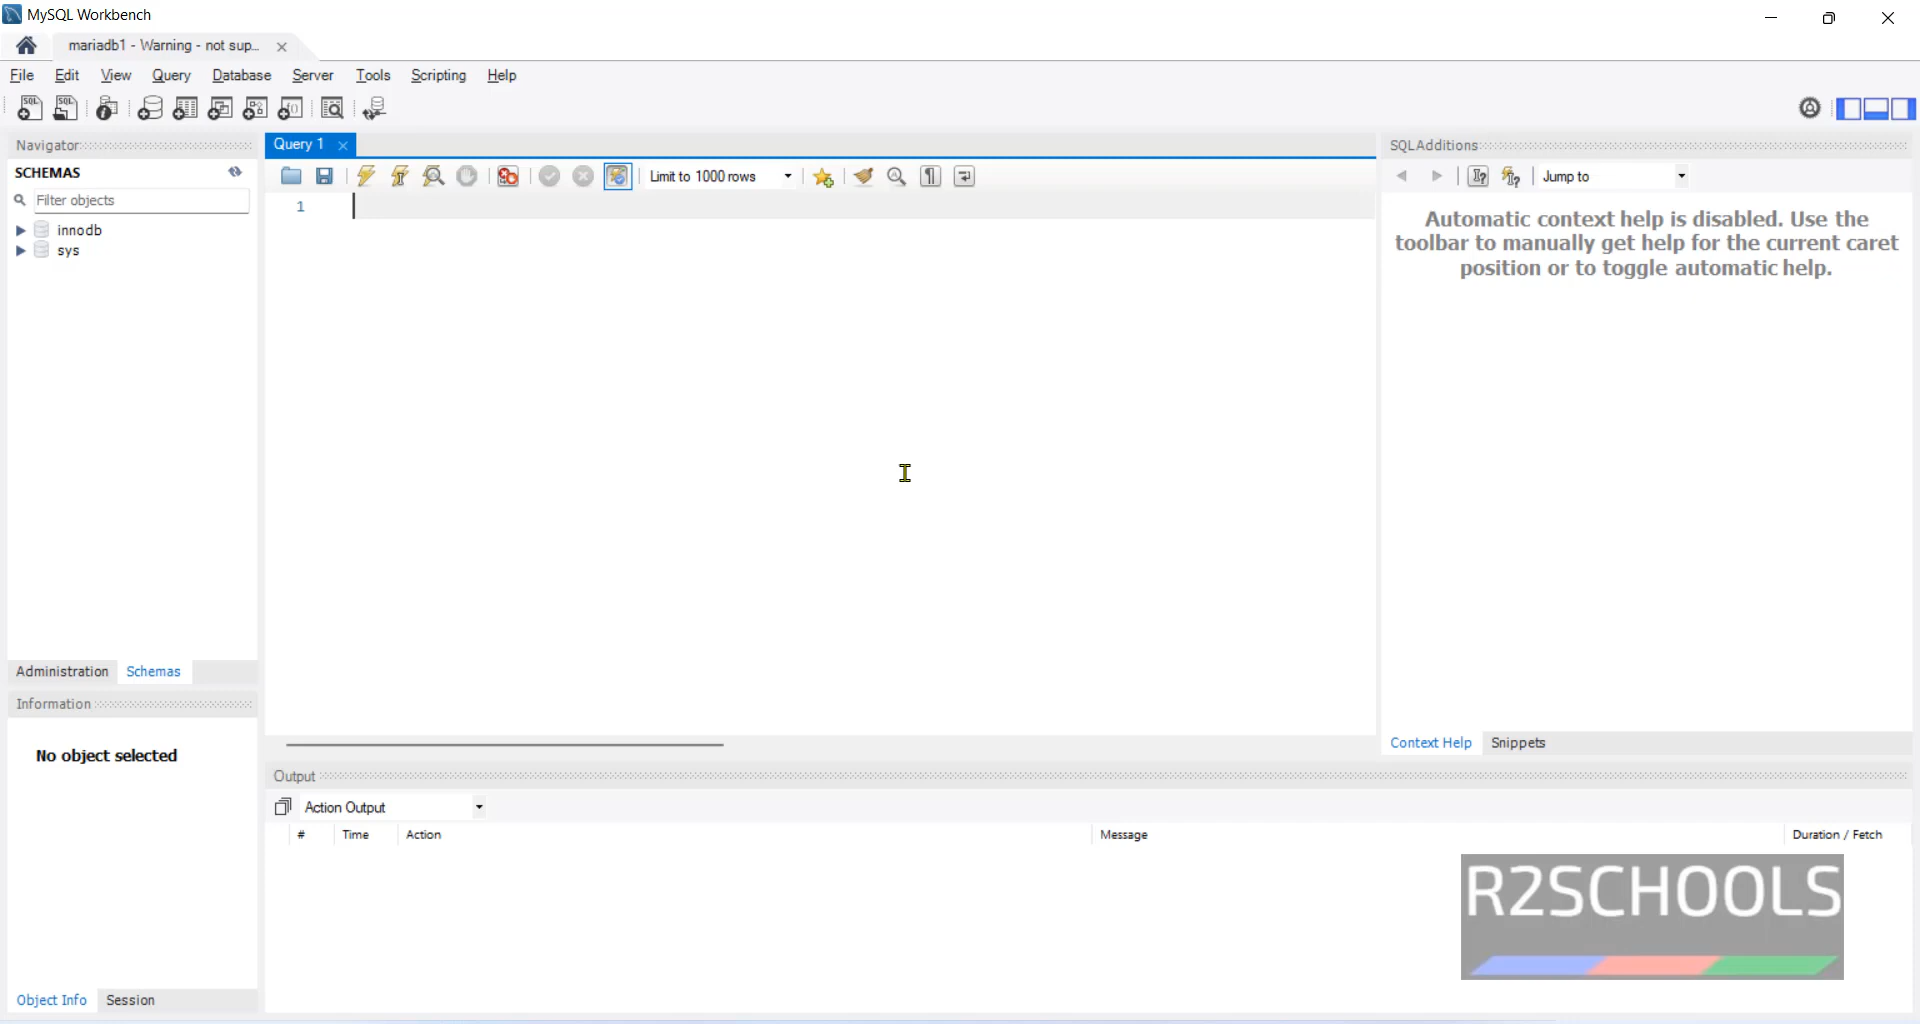 MySQL Workbench
mariadb1 - Warning - not sup...
File Edit View Query Database Server Tools Scripting Help
Navigator
SCHEMAS
Filter objects
innodb
sys
Administration Schemas
Information
No object selected
Object Info Session
Query 1
Limit to 1000 rows
1
SQLAdditions
Jump to
Automatic context help is disabled. Use the
toolbar to manually get help for the current caret
position or to toggle automatic help.
Context Help Snippets
Output
Action Output
# Time Action Message Duration / Fetch
R2SCHOOLS